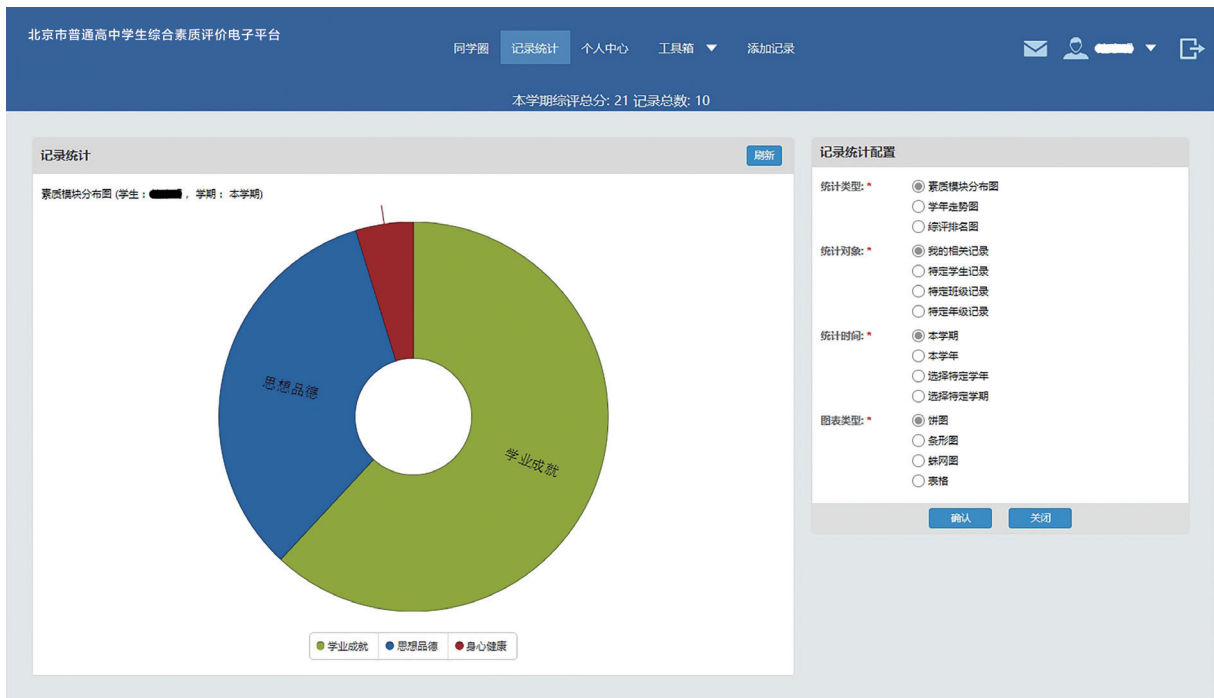 北京市普通高中学生综合素质评价电子平台
同学圈 记录统计 个人中心 工具箱 添加记录
本学期综评总分: 21 记录总数: 10
记录统计
刷新
素质模块分布图 (学生： ，学期： 本学期)
思想品德
学业成就
学业成就 思想品德 身心健康
记录统计配置
统计类型: *
素质模块分布图
学年走势图
综评排名图
统计对象: *
我的相关记录
特定学生记录
特定班级记录
特定年级记录
统计时间: *
本学期
本学年
选择特定学年
选择特定学期
图表类型: *
饼图
条形图
蛛网图
表格
确认 关闭